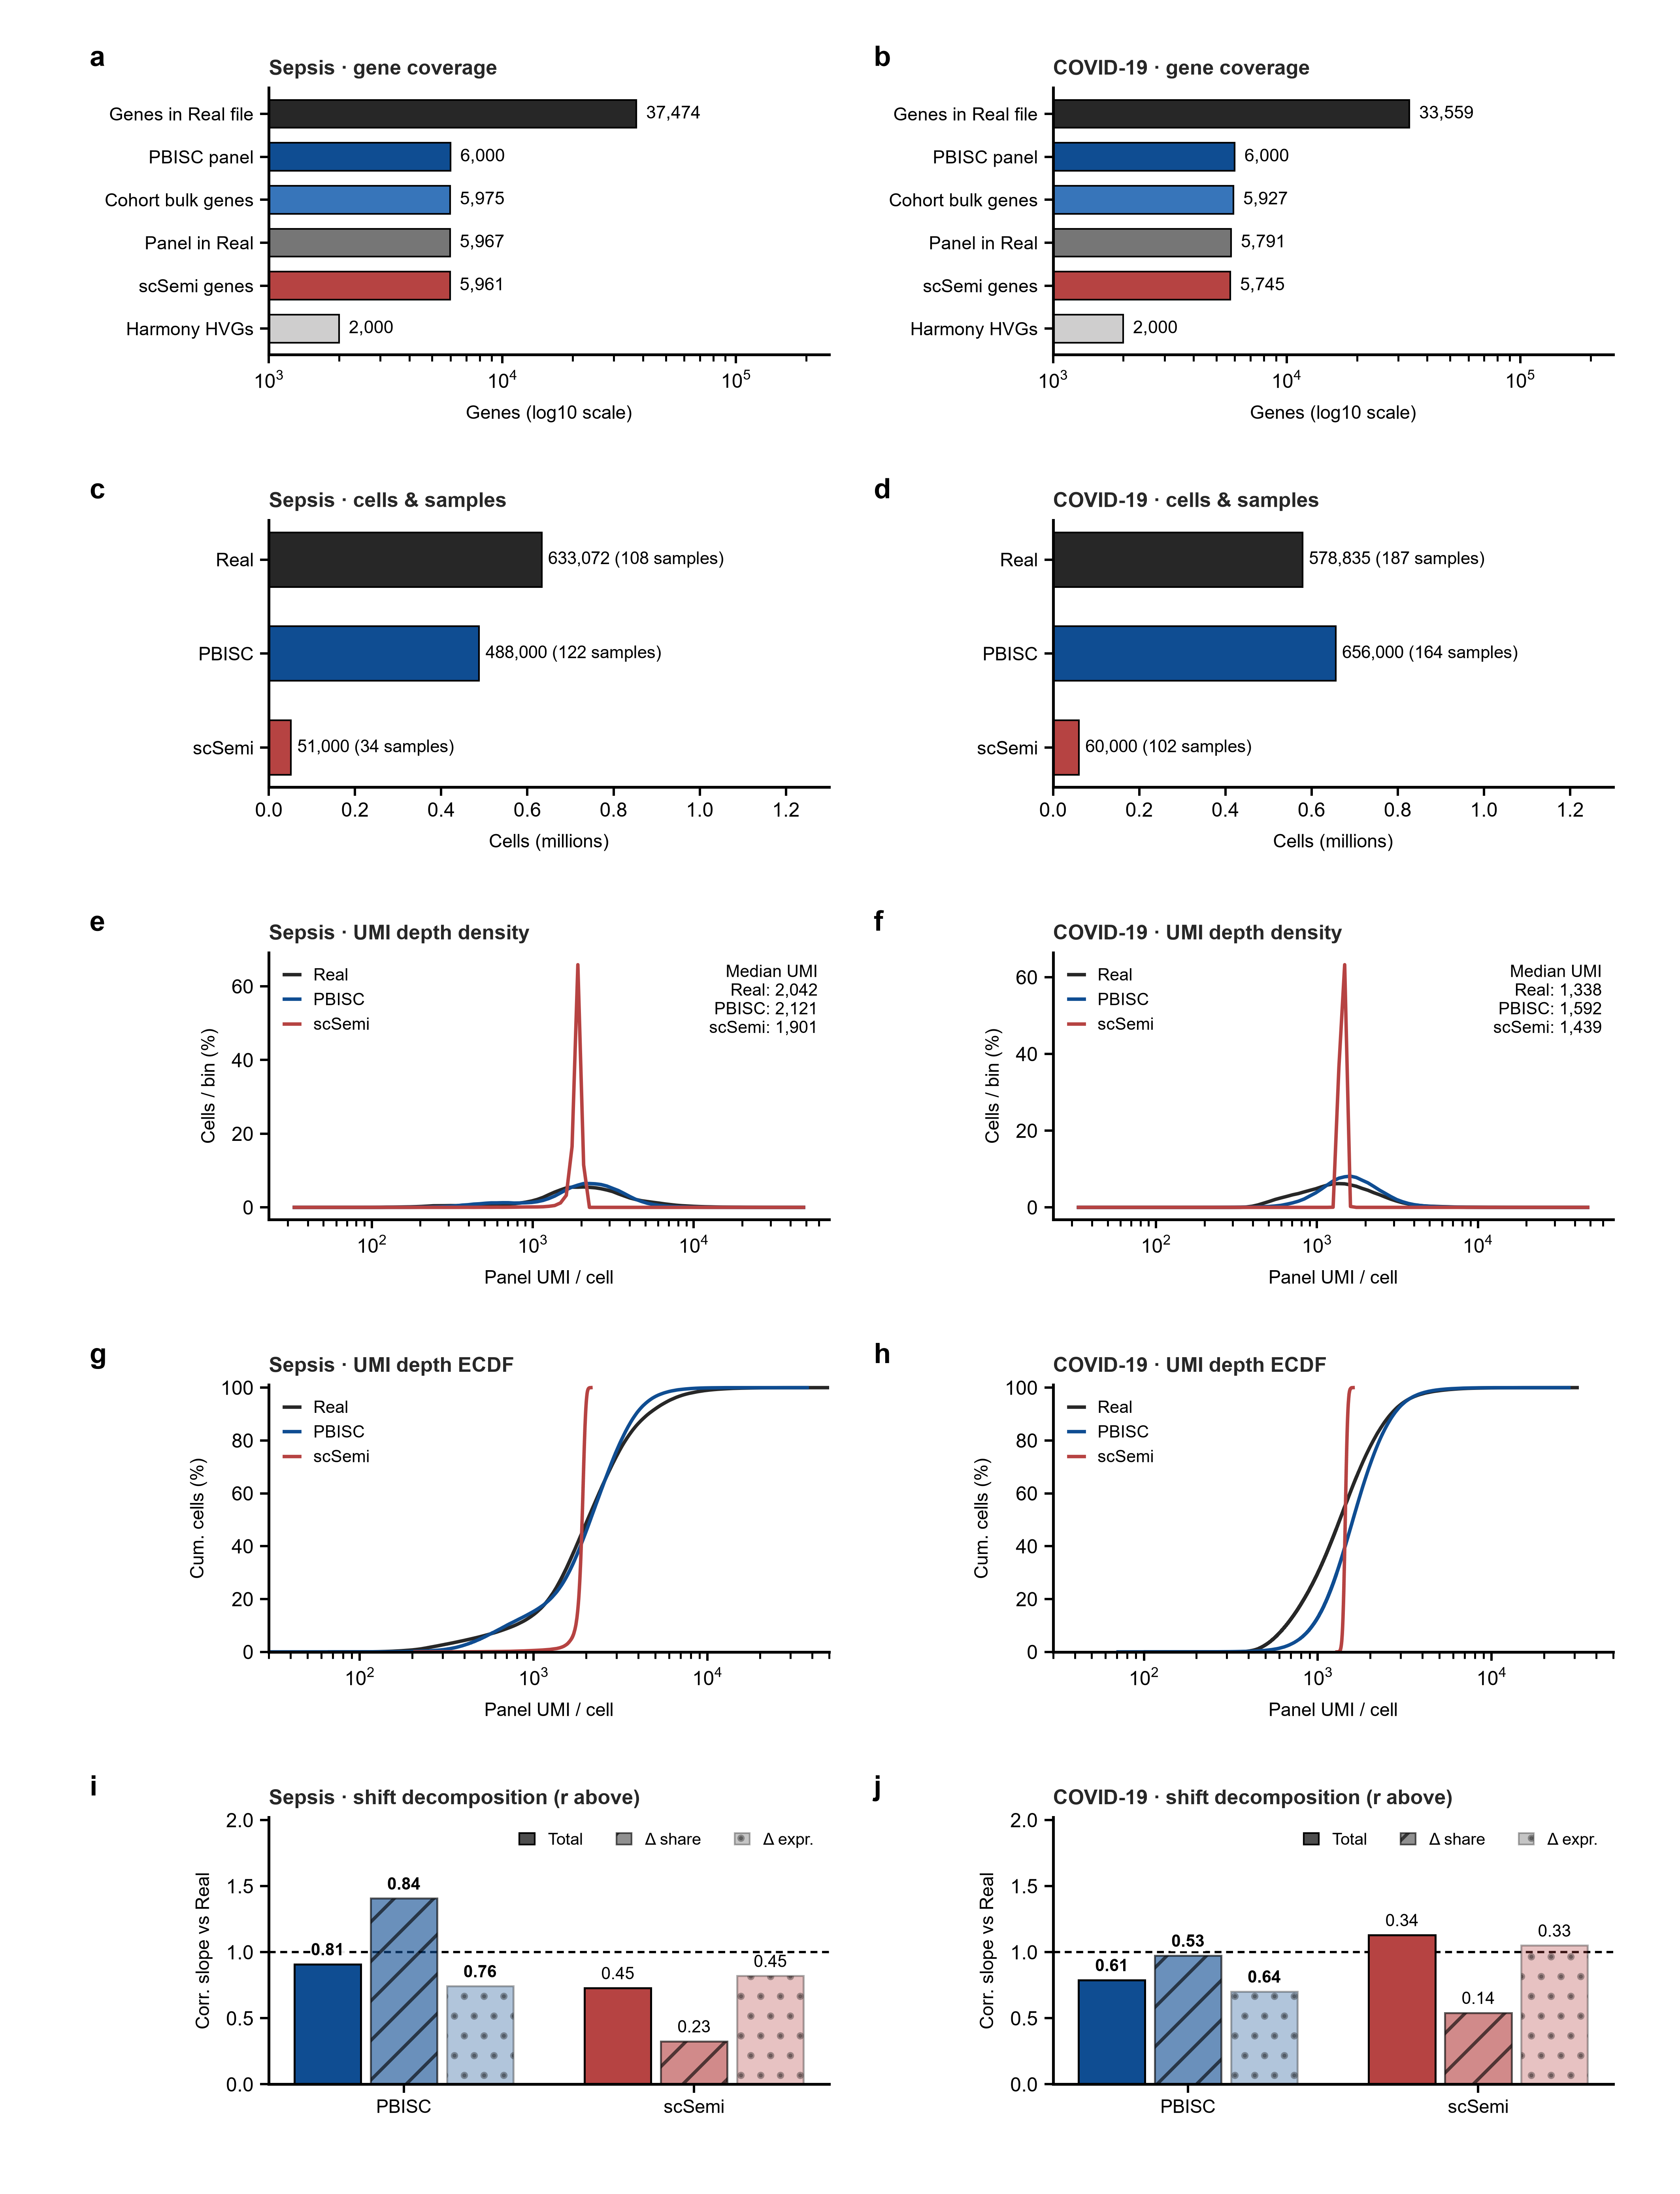 a
Sepsis · gene coverage
Genes in Real file
37,474
PBISC panel
6,000
Cohort bulk genes
5,975
Panel in Real
5,967
scSemi genes
5,961
Harmony HVGs
2,000
10³
10⁴
10⁵
Genes (log10 scale)
b
COVID-19 · gene coverage
Genes in Real file
33,559
PBISC panel
6,000
Cohort bulk genes
5,927
Panel in Real
5,791
scSemi genes
5,745
Harmony HVGs
2,000
10³
10⁴
10⁵
Genes (log10 scale)
c
Sepsis · cells & samples
Real
633,072 (108 samples)
PBISC
488,000 (122 samples)
scSemi
51,000 (34 samples)
0.0
0.2
0.4
0.6
0.8
1.0
1.2
Cells (millions)
d
COVID-19 · cells & samples
Real
578,835 (187 samples)
PBISC
656,000 (164 samples)
scSemi
60,000 (102 samples)
0.0
0.2
0.4
0.6
0.8
1.0
1.2
Cells (millions)
e
Sepsis · UMI depth density
Real
PBISC
scSemi
Median UMI
Real: 2,042
PBISC: 2,121
scSemi: 1,901
60
40
20
0
Cells / bin (%)
10²
10³
10⁴
Panel UMI / cell
f
COVID-19 · UMI depth density
Real
PBISC
scSemi
Median UMI
Real: 1,338
PBISC: 1,592
scSemi: 1,439
60
40
20
0
Cells / bin (%)
10²
10³
10⁴
Panel UMI / cell
g
Sepsis · UMI depth ECDF
Real
PBISC
scSemi
100
80
60
40
20
0
Cum. cells (%)
10²
10³
10⁴
Panel UMI / cell
h
COVID-19 · UMI depth ECDF
Real
PBISC
scSemi
100
80
60
40
20
0
Cum. cells (%)
10²
10³
10⁴
Panel UMI / cell
i
Sepsis · shift decomposition (r above)
Total
Δ share
Δ expr.
2.0
1.5
1.0
0.5
0.0
Corr. slope vs Real
0.81
0.84
0.76
0.45
0.23
0.45
PBISC
scSemi
j
COVID-19 · shift decomposition (r above)
Total
Δ share
Δ expr.
2.0
1.5
1.0
0.5
0.0
Corr. slope vs Real
0.61
0.53
0.64
0.34
0.14
0.33
PBISC
scSemi